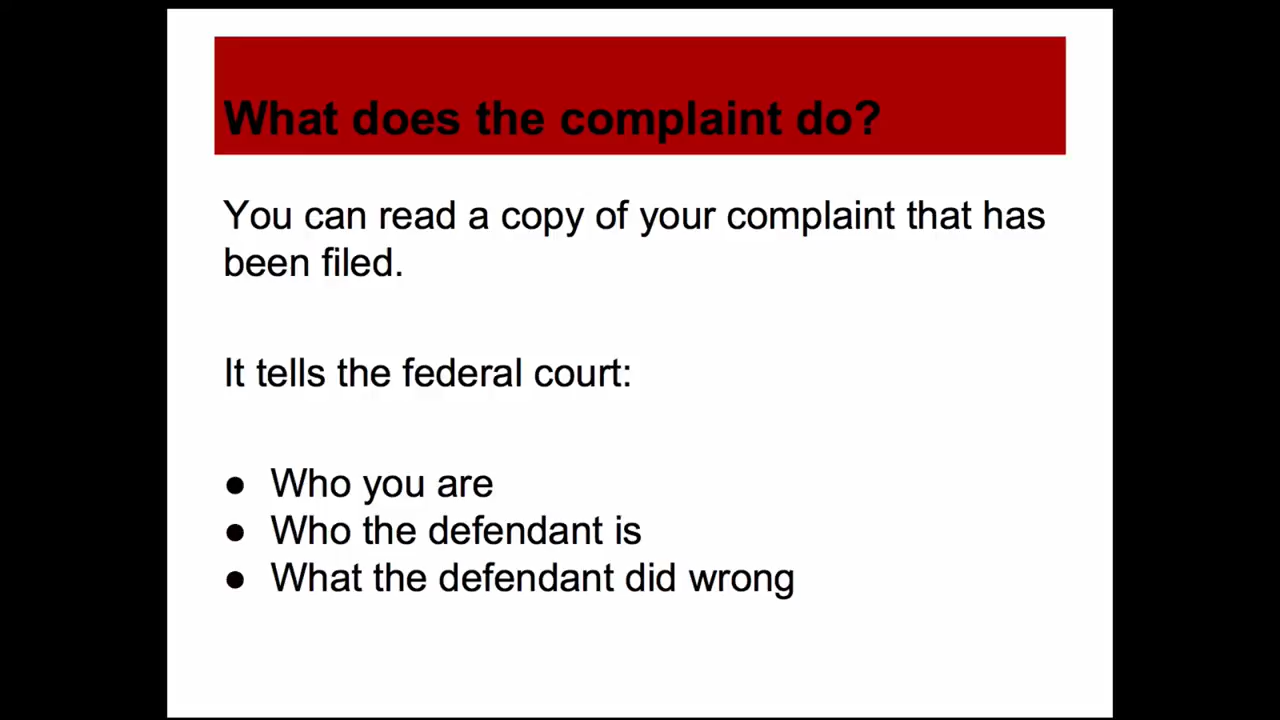 What does the complaint do?
You can read a copy of your complaint that has
been filed.
It tells the federal court:
● Who you are
● Who the defendant is
● What the defendant did wrong